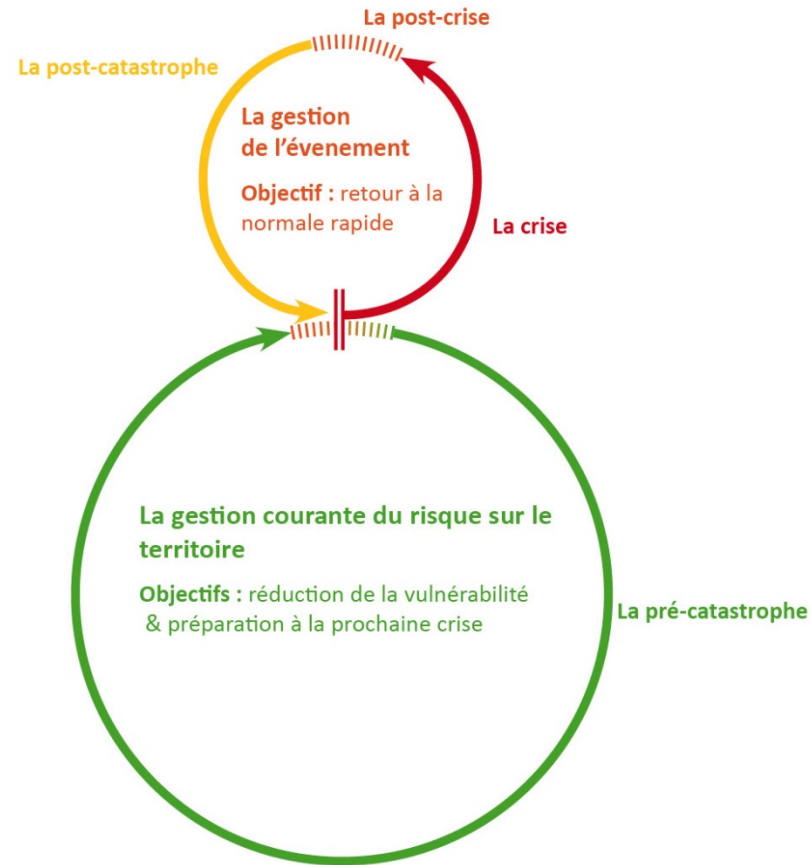 La post-crise
La post-catastrophe
La gestion
de l'évenement
Objectif : retour à la
normale rapide
La crise
La gestion courante du risque sur le
territoire
Objectifs : réduction de la vulnérabilité
& préparation à la prochaine crise
La pré-catastrophe